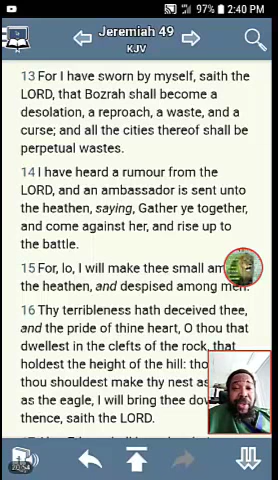 97% 2:40 PM
Jeremiah 49
KJV
13 For I have sworn by myself, saith the
LORD, that Bozrah shall become a
desolation, a reproach, a waste, and a
curse; and all the cities thereof shall be
perpetual wastes.
14 I have heard a rumour from the
LORD, and an ambassador is sent unto
the heathen, saying, Gather ye together,
and come against her, and rise up to
the battle.
15 For, lo, I will make thee small
the heathen, and despised among men.
16 Thy terribleness hath deceived thee,
and the pride of thine heart, O thou that
dwellest in the clefts of the rock, that
holdest the height of the hill:
thou shouldest make thy nest as
as the eagle, I will bring thee
thence, saith the LORD.
20:54